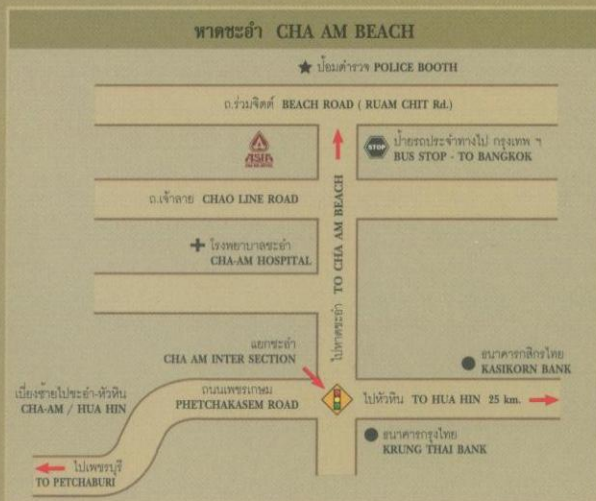 หาดชะอำ CHA AM BEACH
ป้อมตำรวจ POLICE BOOTH
ถ.ร่วมจิตต์ BEACH ROAD ( RUAM CHIT Rd.)
ASIA
STOP
ป้ายรถประจำทางไป กรุงเทพ ฯ
BUS STOP - TO BANGKOK
ถ.เจ้าลาย CHAO LINE ROAD
โรงพยาบาลชะอำ
CHA-AM HOSPITAL
ไปหาดชะอำ TO CHA AM BEACH
แยกชะอำ
CHA AM INTER SECTION
ธนาคารกสิกรไทย
KASIKORN BANK
เบี่ยงซ้ายไปชะอำ-หัวหิน
CHA-AM / HUA HIN
ถนนเพชรเกษม
PHETCHAKASEM ROAD
ไปหัวหิน TO HUA HIN 25 km.
ธนาคารกรุงไทย
KRUNG THAI BANK
ไปเพชรบุรี
TO PETCHABURI